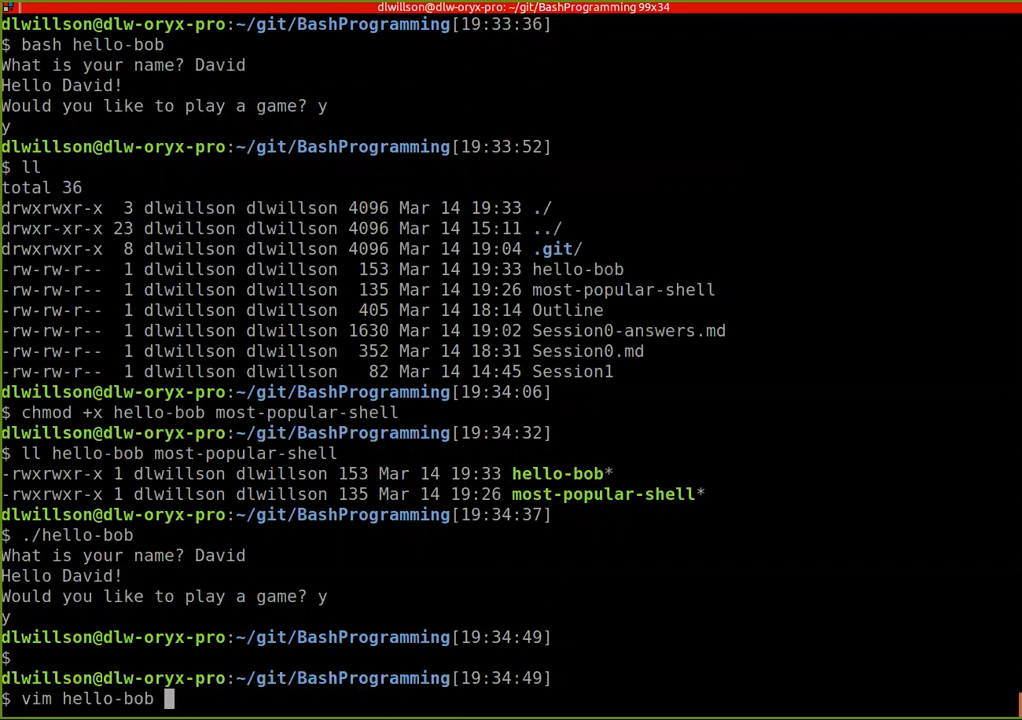 dlwillson@dlw-oryx-pro: ~/git/BashProgramming 99x34
dlwillson@dlw-oryx-pro:~/git/BashProgramming[19:33:36]
$ bash hello-bob
What is your name? David
Hello David!
Would you like to play a game? y
y
dlwillson@dlw-oryx-pro:~/git/BashProgramming[19:33:52]
$ ll
total 36
drwxrwxr-x  3 dlwillson dlwillson 4096 Mar 14 19:33 ./
drwxr-xr-x 23 dlwillson dlwillson 4096 Mar 14 15:11 ../
drwxrwxr-x  8 dlwillson dlwillson 4096 Mar 14 19:04 .git/
-rw-rw-r--  1 dlwillson dlwillson  153 Mar 14 19:33 hello-bob
-rw-rw-r--  1 dlwillson dlwillson  135 Mar 14 19:26 most-popular-shell
-rw-rw-r--  1 dlwillson dlwillson  405 Mar 14 18:14 Outline
-rw-rw-r--  1 dlwillson dlwillson 1630 Mar 14 19:02 Session0-answers.md
-rw-rw-r--  1 dlwillson dlwillson  352 Mar 14 18:31 Session0.md
-rw-rw-r--  1 dlwillson dlwillson   82 Mar 14 14:45 Session1
dlwillson@dlw-oryx-pro:~/git/BashProgramming[19:34:06]
$ chmod +x hello-bob most-popular-shell
dlwillson@dlw-oryx-pro:~/git/BashProgramming[19:34:32]
$ ll hello-bob most-popular-shell
-rwxrwxr-x 1 dlwillson dlwillson 153 Mar 14 19:33 hello-bob*
-rwxrwxr-x 1 dlwillson dlwillson 135 Mar 14 19:26 most-popular-shell*
dlwillson@dlw-oryx-pro:~/git/BashProgramming[19:34:37]
$ ./hello-bob
What is your name? David
Hello David!
Would you like to play a game? y
y
dlwillson@dlw-oryx-pro:~/git/BashProgramming[19:34:49]
$
dlwillson@dlw-oryx-pro:~/git/BashProgramming[19:34:49]
$ vim hello-bob